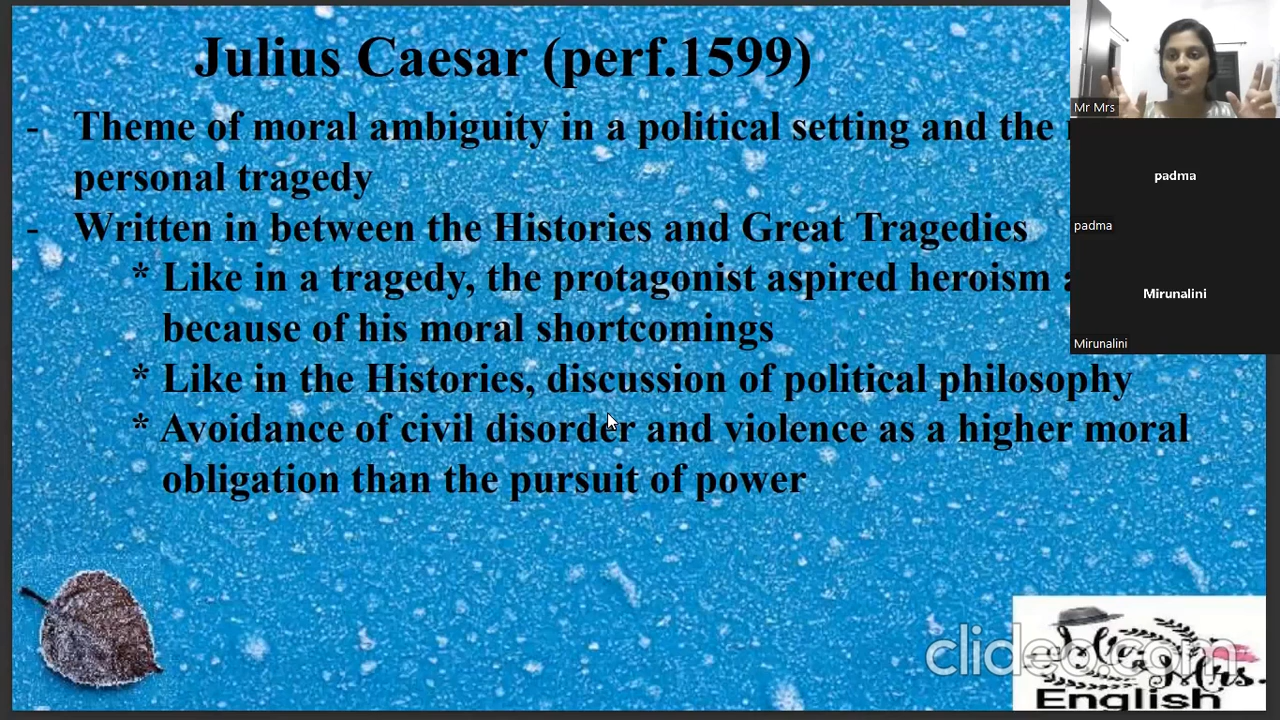 Julius Caesar (perf.1599)
- Theme of moral ambiguity in a political setting and the
personal tragedy
- Written in between the Histories and Great Tragedies
* Like in a tragedy, the protagonist aspired heroism
because of his moral shortcomings
* Like in the Histories, discussion of political philosophy
* Avoidance of civil disorder and violence as a higher moral
obligation than the pursuit of power
Mr Mrs
padma
padma
Mirunalini
Mirunalini
clideo.com
Mrs.
English